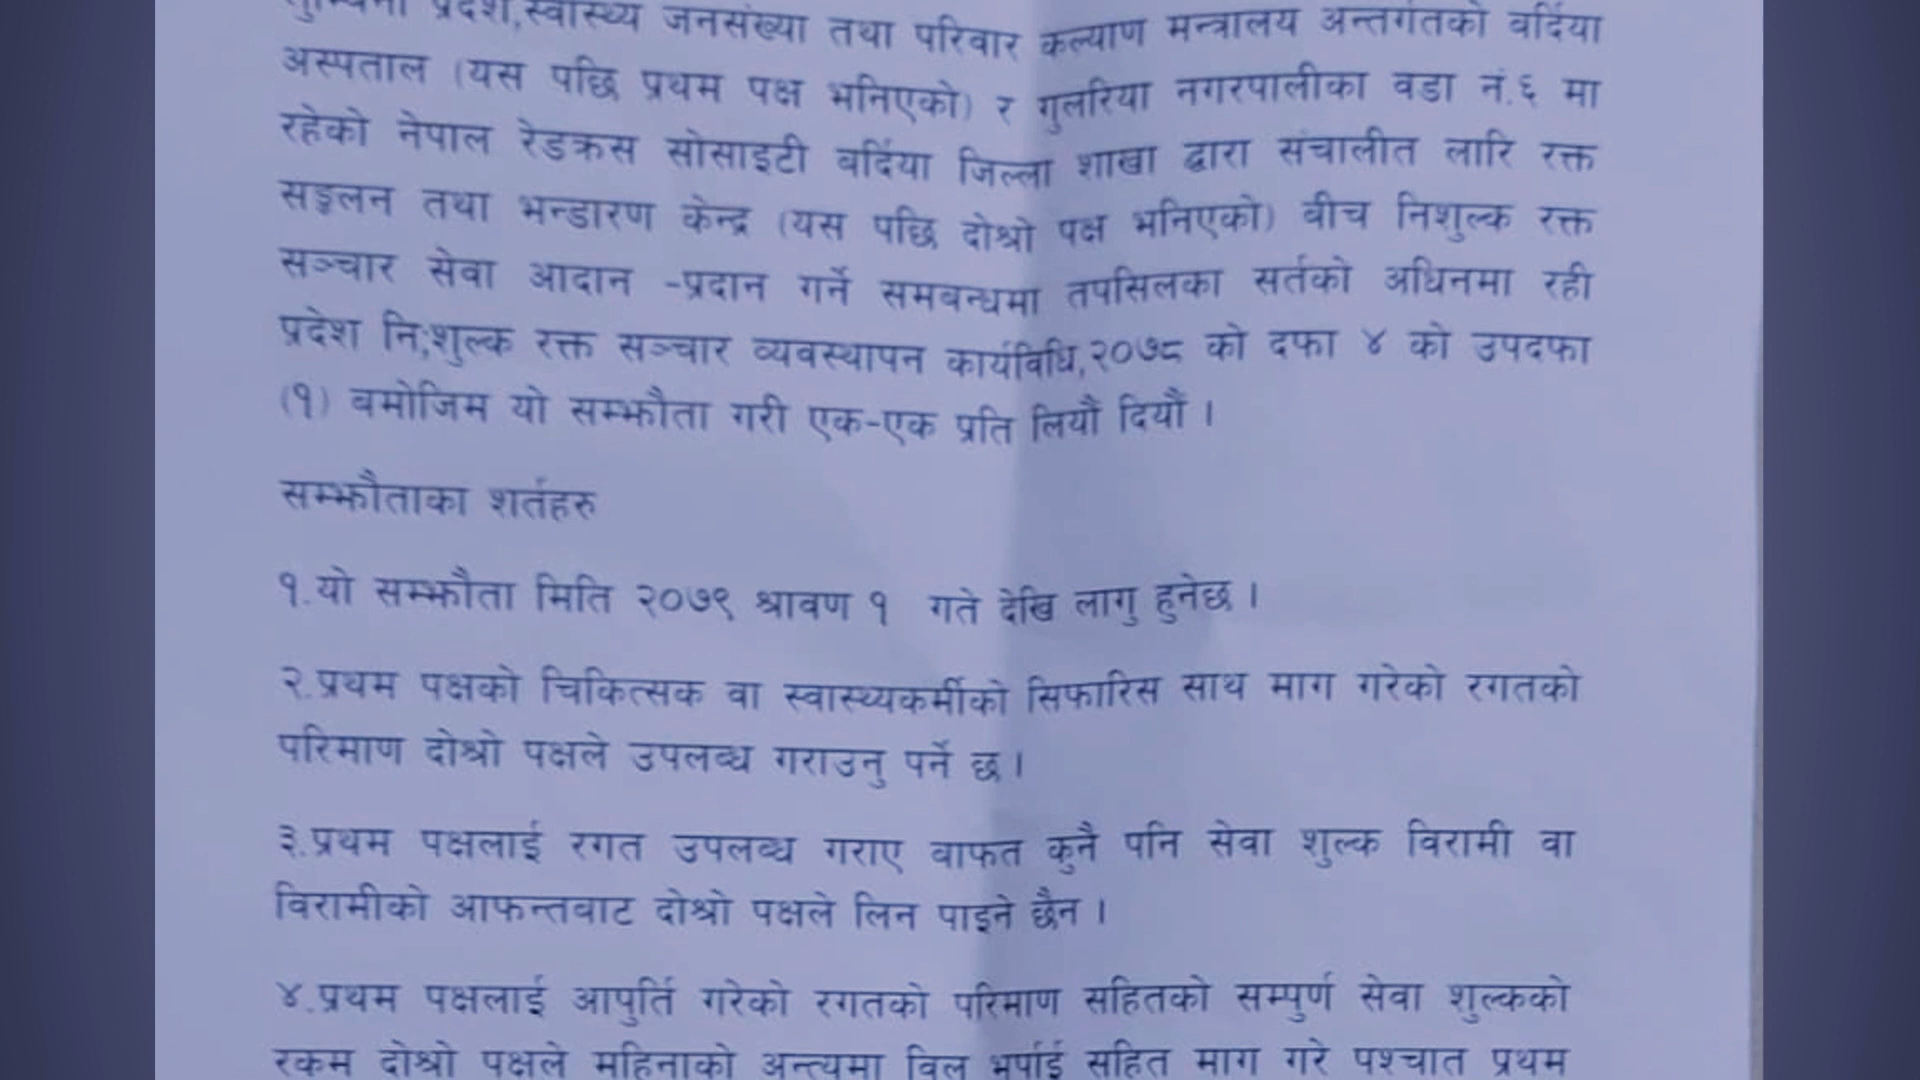 लुम्बिनी प्रदेश,स्वास्थ्य जनसंख्या तथा परिवार कल्याण मन्त्रालय अन्तर्गतको बर्दिया
अस्पताल (यस पछि प्रथम पक्ष भनिएको) र गुलरिया नगरपालीका वडा नं.६ मा
रहेको नेपाल रेडक्रस सोसाइटी बर्दिया जिल्ला शाखा द्वारा संचालीत लारि रक्त
सङ्कलन तथा भन्डारण केन्द्र (यस पछि दोश्रो पक्ष भनिएको) बीच निशुल्क रक्त
सञ्चार सेवा आदान -प्रदान गर्ने समबन्धमा तपसिलका सर्तको अधिनमा रही
प्रदेश नि;शुल्क रक्त सञ्चार व्यवस्थापन कार्यविधि,२०७८ को दफा ४ को उपदफा
(१) बमोजिम यो सम्झौता गरी एक-एक प्रति लियौं दियौं ।
सम्झौताका शर्तहरु
१.यो सम्झौता मिति २०७९ श्रावण १ गते देखि लागु हुनेछ ।
२.प्रथम पक्षको चिकित्सक वा स्वास्थ्यकर्मीको सिफारिस साथ माग गरेको रगतको
परिमाण दोश्रो पक्षले उपलब्ध गराउनु पर्ने छ ।
३.प्रथम पक्षलाई रगत उपलब्ध गराए वाफत कुनै पनि सेवा शुल्क विरामी वा
विरामीको आफन्तबाट दोश्रो पक्षले लिन पाइने छैन ।
४.प्रथम पक्षलाई आपुर्ति गरेको रगतको परिमाण सहितको सम्पुर्ण सेवा शुल्कको
रकम दोश्रो पक्षले महिनाको अन्त्यमा विल भर्पाई सहित माग गरे पश्चात प्रथम